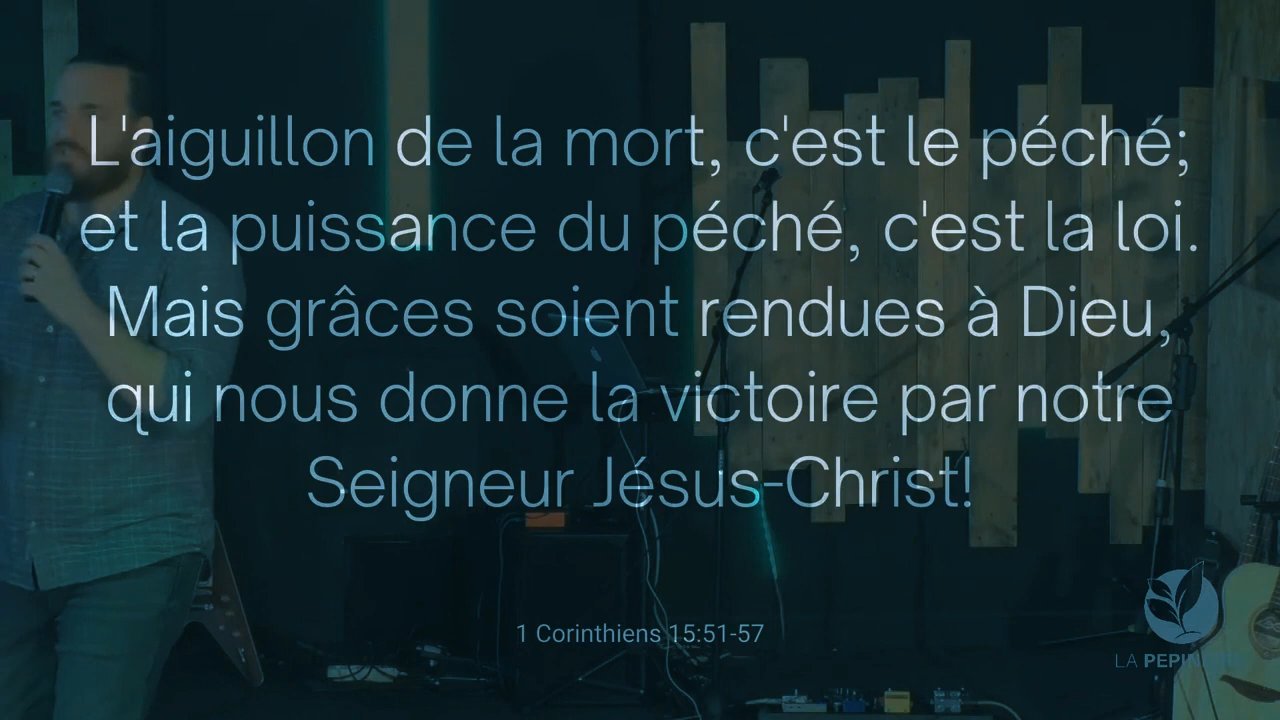 L'aiguillon de la mort, c'est le péché;
et la puissance du péché, c'est la loi.
Mais grâces soient rendues à Dieu,
qui nous donne la victoire par notre
Seigneur Jésus-Christ!
1 Corinthiens 15:51-57
LA